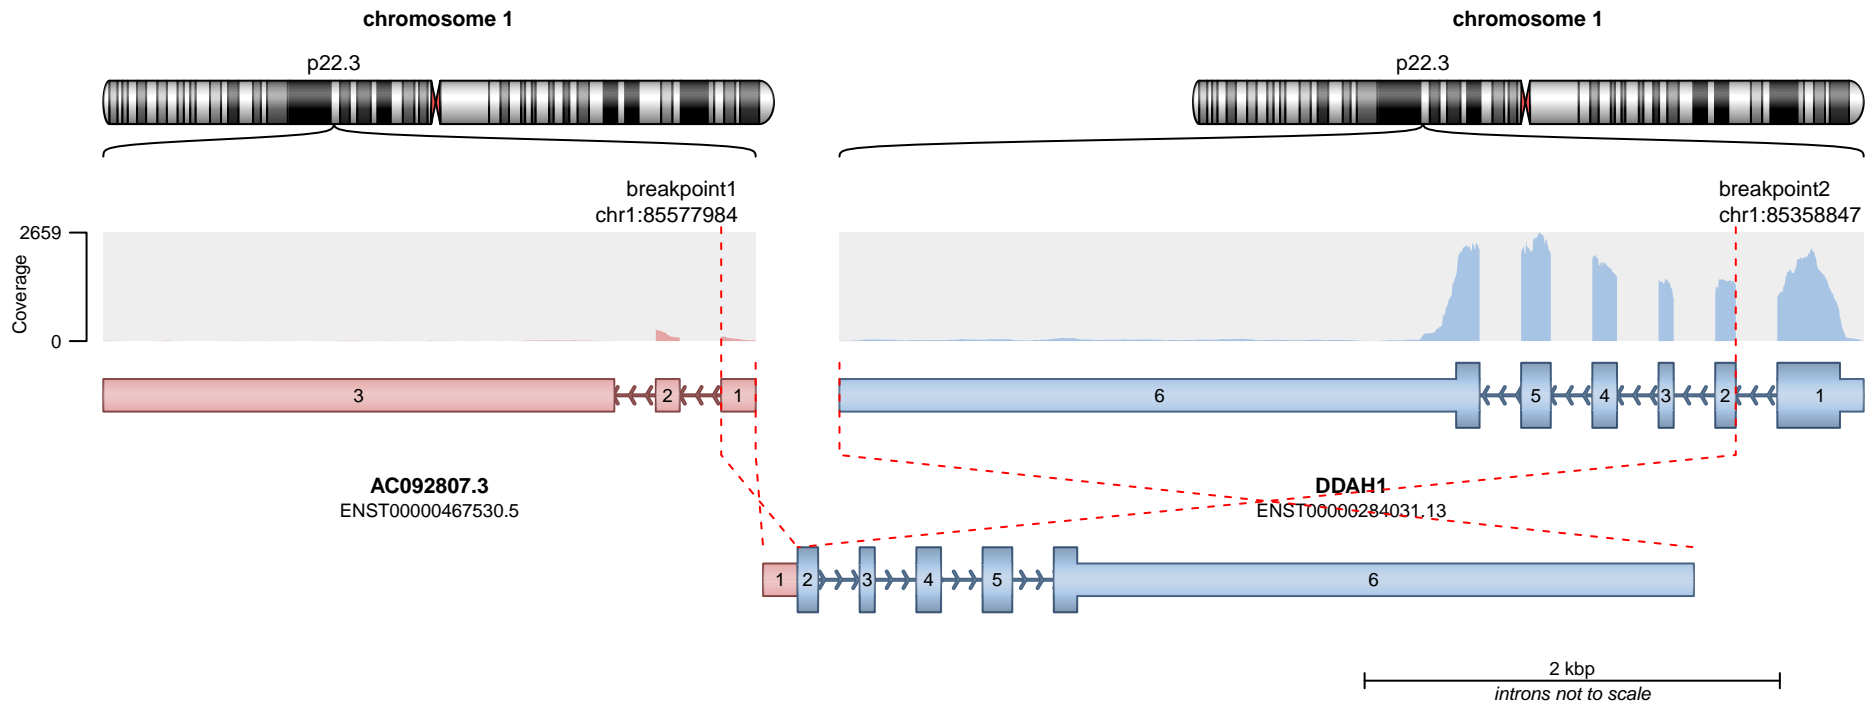 chromosome 1
chromosome 1
p22.3
p22.3
breakpoint1
chr1:85577984
breakpoint2
chr1:85358847
2659
Coverage
0
3
2
1
6
5
4
3
2
1
AC092807.3
ENST00000467530.5
DDAH1
ENST00000284031.13
1
2
3
4
5
6
2 kbp
introns not to scale